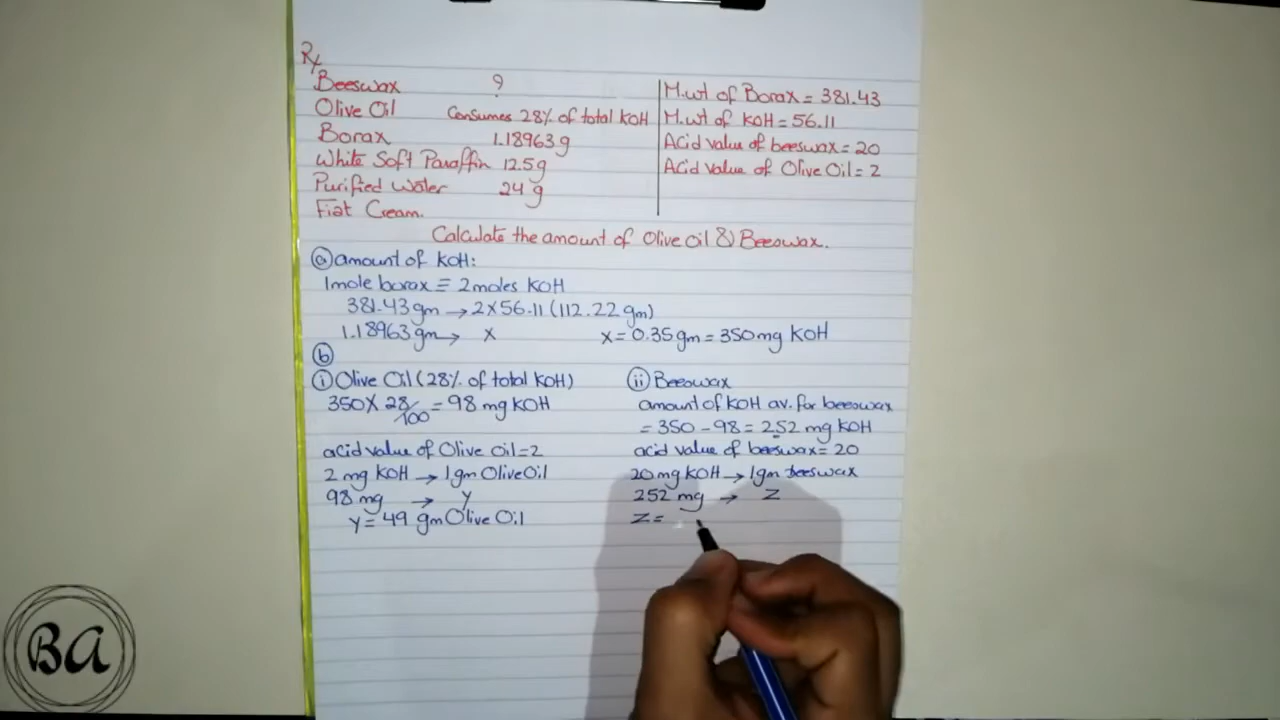 Rx
Beeswax ?
Olive Oil Consumes 28% of total KOH
Borax 1.18963g
White Soft Paraffin 12.5g
Purified Water 24 g
Fiat Cream.
M.wt of Borax = 381.43
M.wt of KOH = 56.11
Acid value of beeswax = 20
Acid value of Olive Oil = 2
Calculate the amount of Olive Oil & Beeswax.
ⓐ amount of KOH:
1mole borax ≡ 2moles KOH
381.43gm → 2×56.11 (112.22 gm)
1.18963gm → x x = 0.35gm = 350mg KOH
ⓑ
ⓘ Olive Oil (28% of total KOH)
350 × 28/100 = 98 mg KOH
acid value of Olive oil = 2
2 mg KOH → 1gm Olive Oil
98 mg → y
y = 49 gm Olive Oil
ⓘⓘ Beeswax
amount of KOH av. for beeswax
= 350 - 98 = 252 mg KOH
acid value of beeswax = 20
20mg KOH → 1gm beeswax
252 mg → z
z =
BA